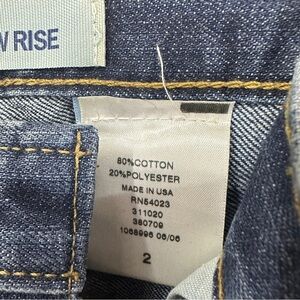 W RISE
80%COTTON
20%POLYESTER
MADE IN USA
RN54023
311020
380709
1068996 06/06
2